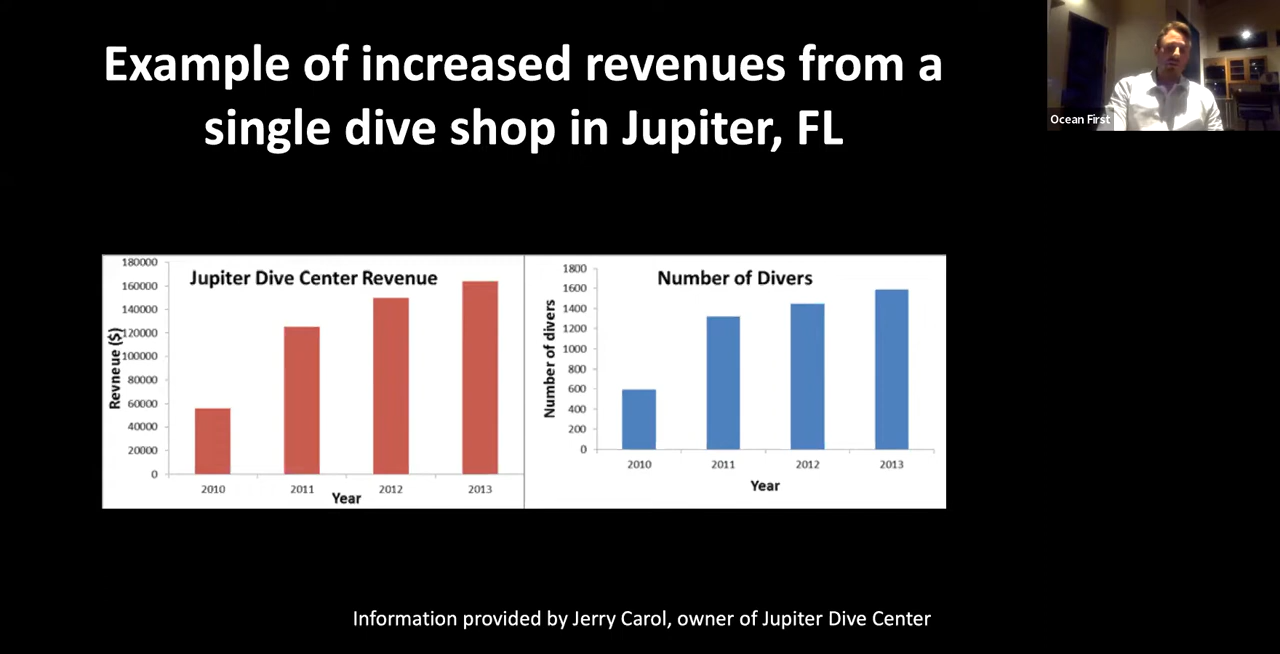 Example of increased revenues from a
single dive shop in Jupiter, FL
Ocean First
Jupiter Dive Center Revenue
Revneue ($)
180000
160000
140000
120000
100000
80000
60000
40000
20000
0
2010 2011 2012 2013
Year
Number of Divers
Number of divers
1800
1600
1400
1200
1000
800
600
400
200
0
2010 2011 2012 2013
Year
Information provided by Jerry Carol, owner of Jupiter Dive Center